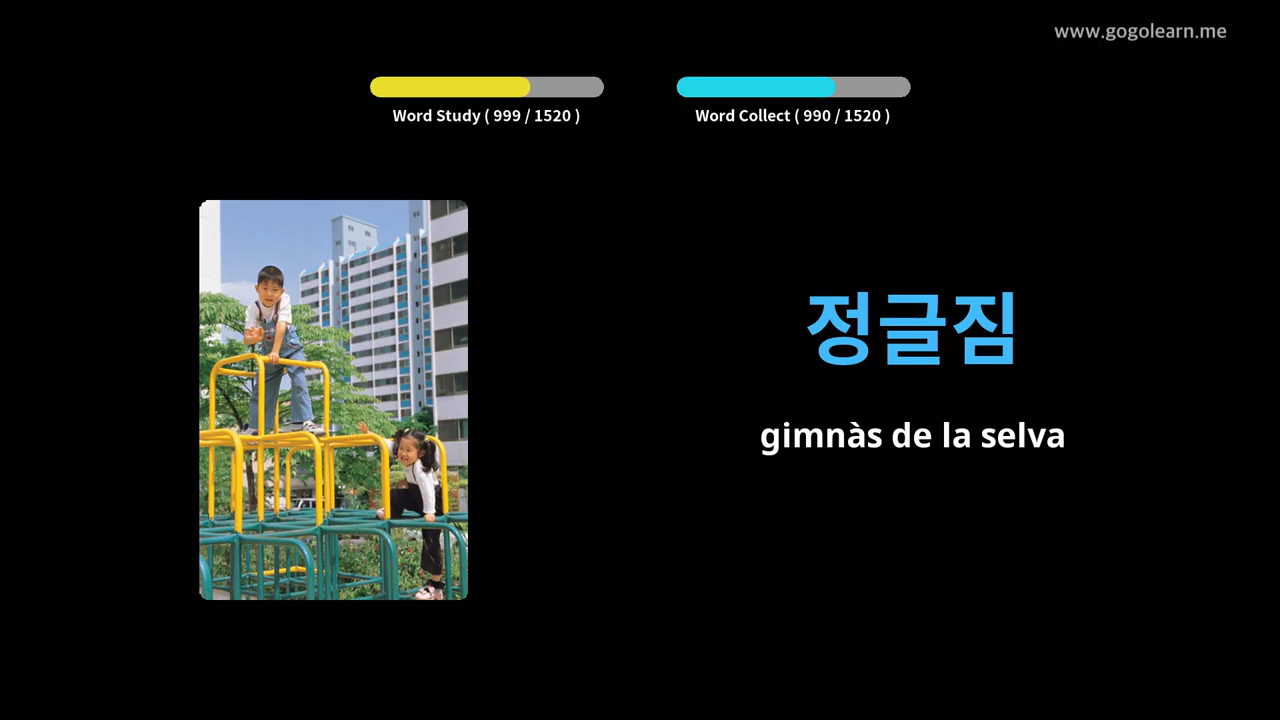 www.gogolearn.me
Word Study ( 999 / 1520 )
Word Collect ( 990 / 1520 )
정글짐
gimnàs de la selva